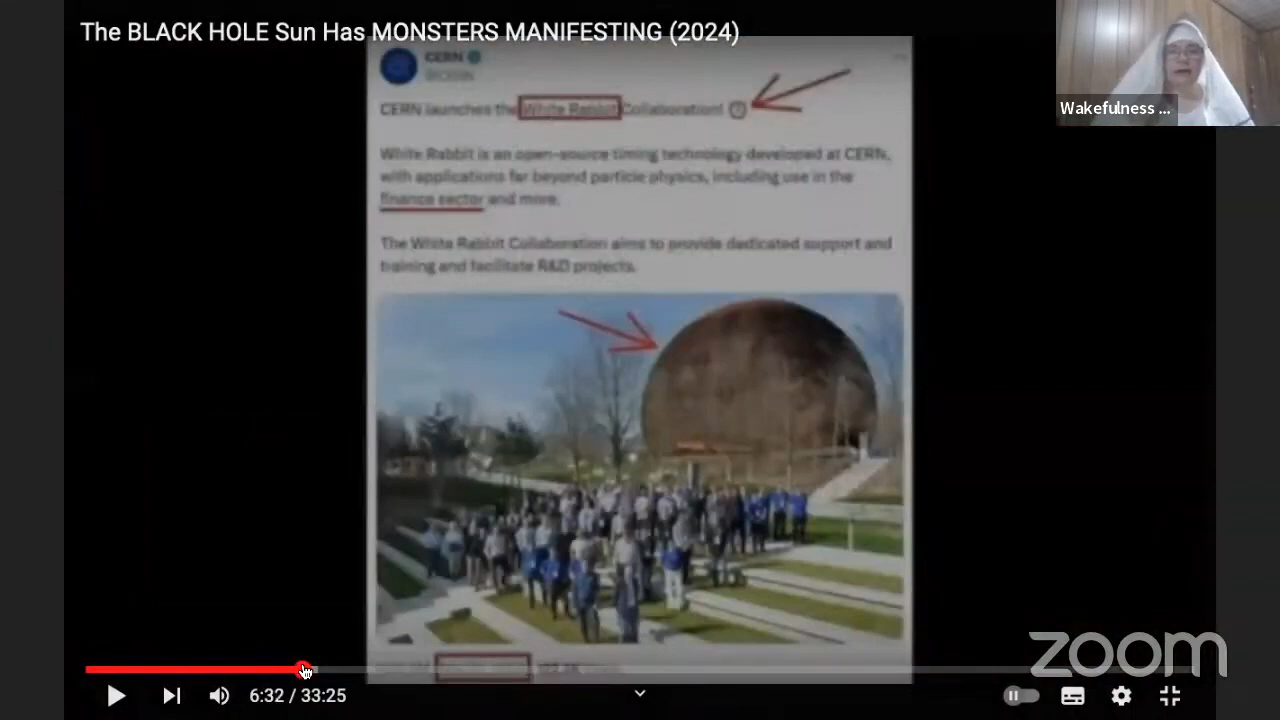 The BLACK HOLE Sun Has MONSTERS MANIFESTING (2024)
CERN
@CERN
CERN launches the White Rabbit Collaboration!
White Rabbit is an open-source timing technology developed at CERN,
with applications far beyond particle physics, including use in the
finance sector and more.
The White Rabbit Collaboration aims to provide dedicated support and
training and facilitate R&D projects.
Wakefulness ...
zoom
6:32 / 33:25